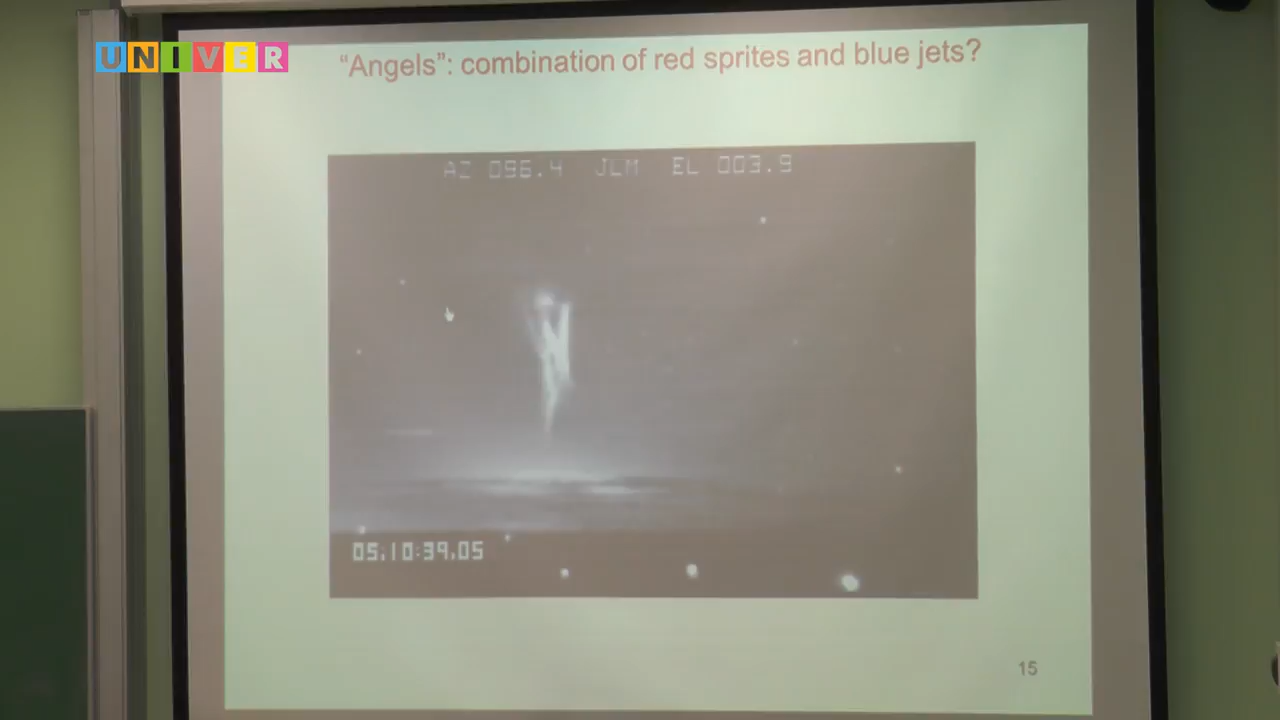 UNIVER
“Angels”: combination of red sprites and blue jets?
AZ 096.4 JLM EL 003.9
05:10:39.05
15